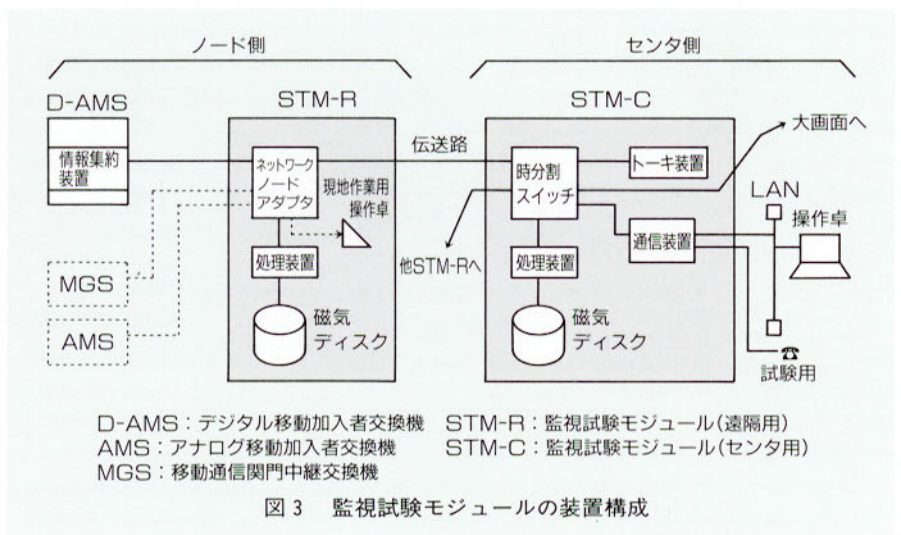 ノード側
センタ側
D-AMS
STM-R
STM-C
大画面へ
情報集約
装置
ネットワーク
ノード
アダプタ
伝送路
時分割
スイッチ
トーキ装置
現地作業用
操作卓
LAN
操作卓
通信装置
処理装置
他STM-Rへ
処理装置
MGS
AMS
磁気
ディスク
磁気
ディスク
試験用
D-AMS:デジタル移動加入者交換機
STM-R:監視試験モジュール(遠隔用)
AMS:アナログ移動加入者交換機
STM-C:監視試験モジュール(センタ用)
MGS:移動通信関門中継交換機
図3 監視試験モジュールの装置構成